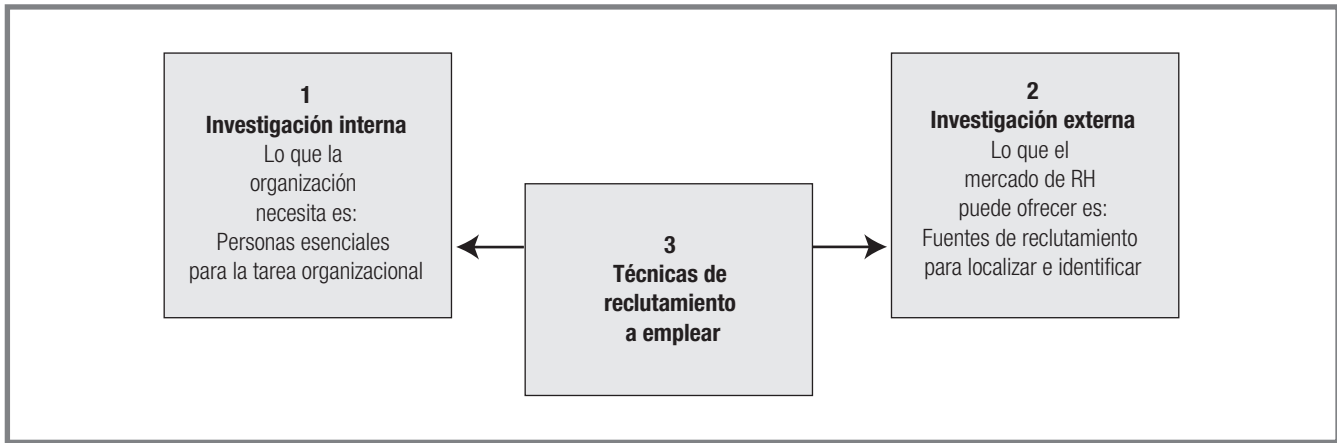 1
Investigación interna
Lo que la
organización
necesita es:
Personas esenciales
para la tarea organizacional
2
Investigación externa
Lo que el
mercado de RH
puede ofrecer es:
Fuentes de reclutamiento
para localizar e identificar
3
Técnicas de
reclutamiento
a emplear